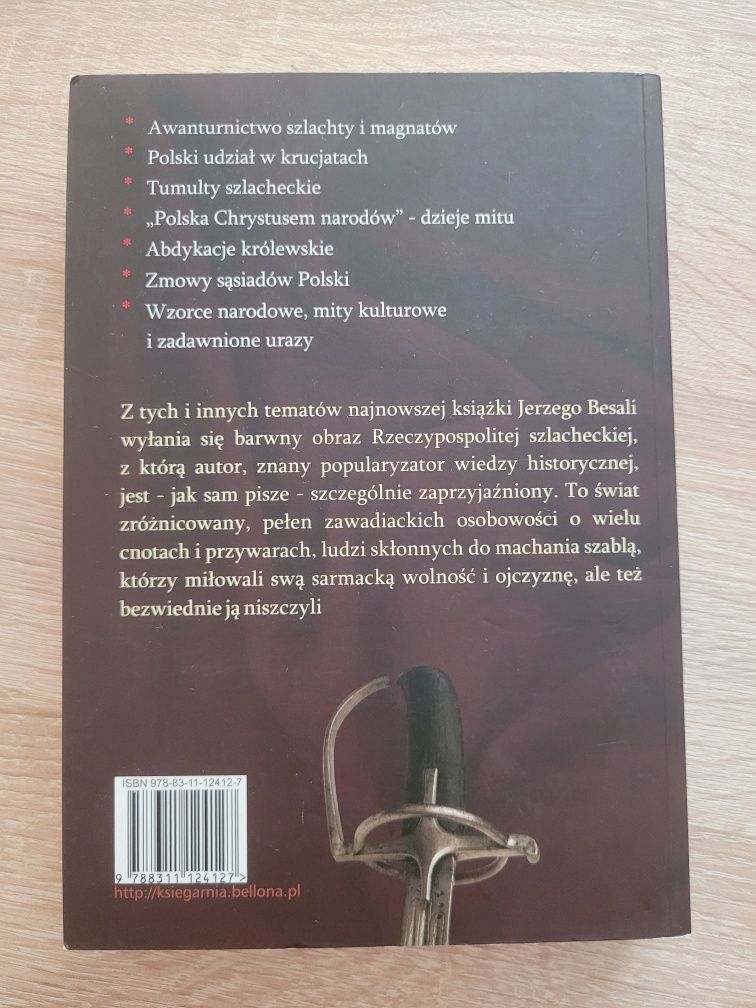 * Awanturnictwo szlachty i magnatów
* Polski udział w krucjatach
* Tumulty szlacheckie
* „Polska Chrystusem narodów” - dzieje mitu
* Abdykacje królewskie
* Zmowy sąsiadów Polski
* Wzorce narodowe, mity kulturowe
i zadawnione urazy
Z tych i innych tematów najnowszej książki Jerzego Besali
wyłania się barwny obraz Rzeczypospolitej szlacheckiej,
z którą autor, znany popularyzator wiedzy historycznej,
jest - jak sam pisze - szczególnie zaprzyjaźniony. To świat
zróżnicowany, pełen zawadiackich osobowości o wielu
cnotach i przywarach, ludzi skłonnych do machania szablą,
którzy miłowali swą sarmacką wolność i ojczyznę, ale też
bezwiednie ją niszczyli
ISBN 978-83-11-12412-7
9 788311 124127>
http://ksiegarnia.bellona.pl